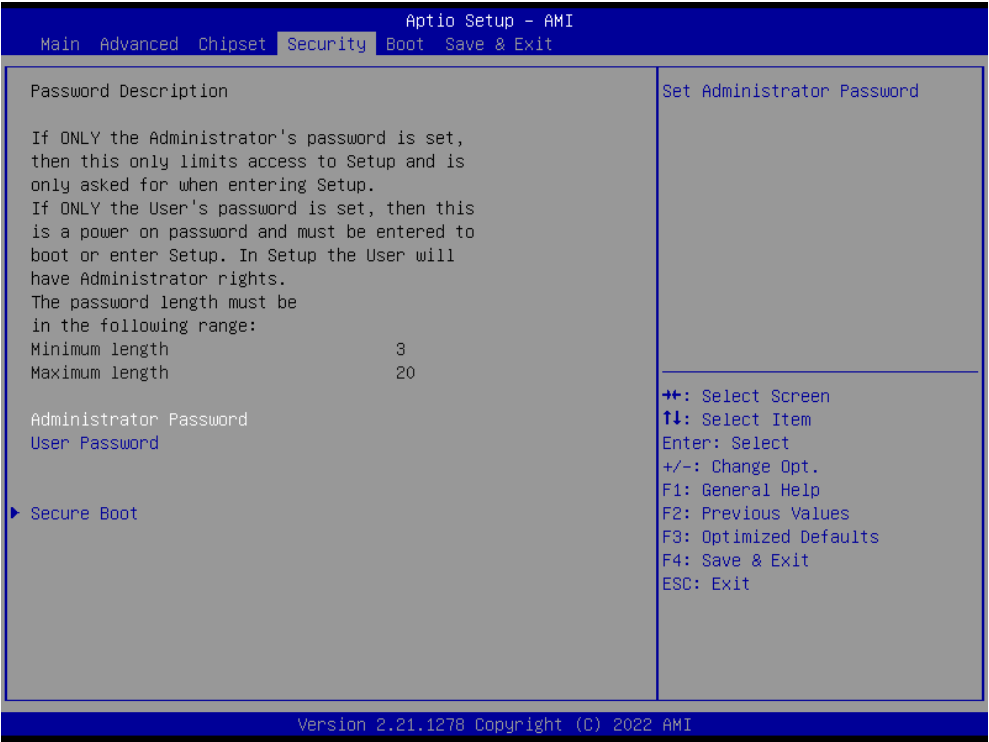 Aptio Setup – AMI
Main Advanced Chipset Security Boot Save & Exit
Password Description
If ONLY the Administrator's password is set,
then this only limits access to Setup and is
only asked for when entering Setup.
If ONLY the User's password is set, then this
is a power on password and must be entered to
boot or enter Setup. In Setup the User will
have Administrator rights.
The password length must be
in the following range:
Minimum length 3
Maximum length 20
Administrator Password
User Password
Secure Boot
Set Administrator Password
→←: Select Screen
↑↓: Select Item
Enter: Select
+/-: Change Opt.
F1: General Help
F2: Previous Values
F3: Optimized Defaults
F4: Save & Exit
ESC: Exit
Version 2.21.1278 Copyright (C) 2022 AMI